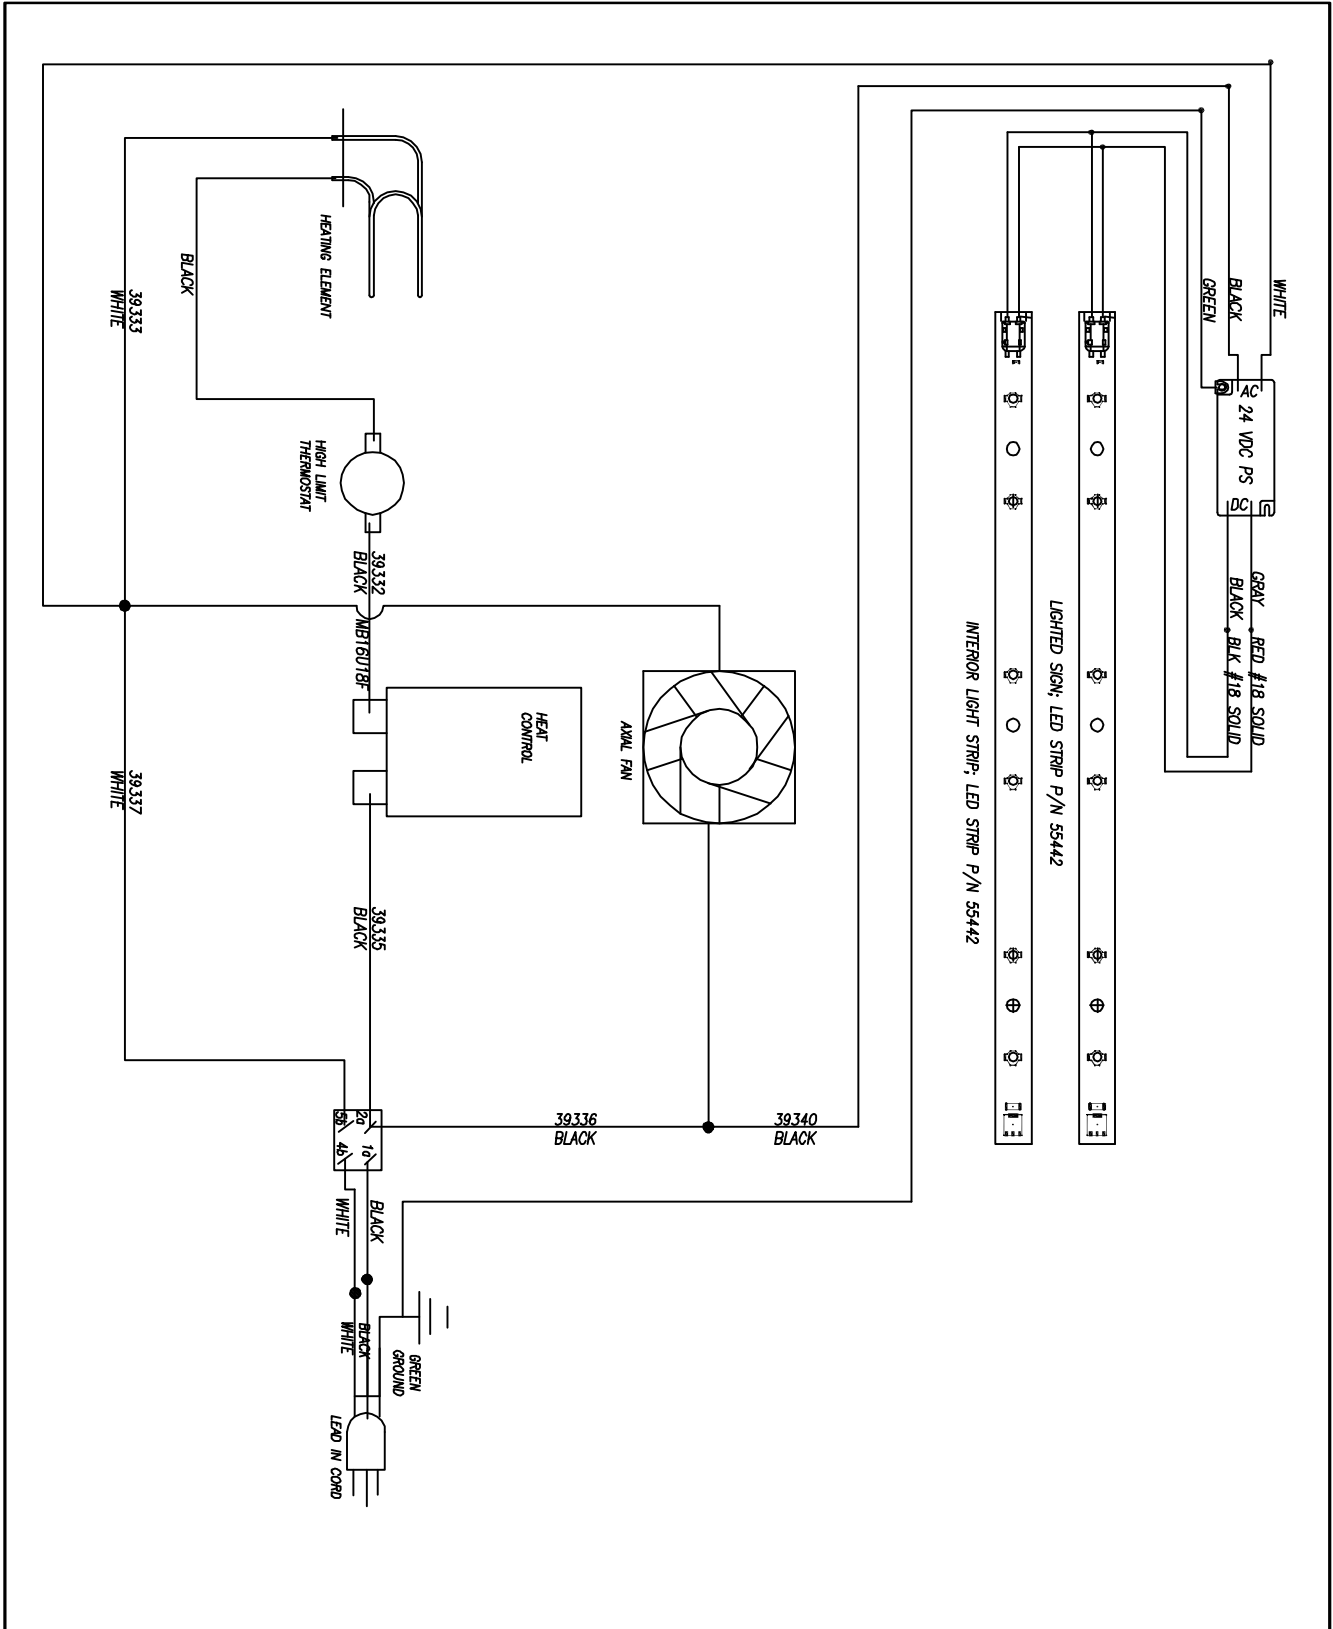 WHITE
BLACK
GREEN
AC
24 VDC PS
DC
GRAY
BLACK
RED #18 SOLID
BLK #18 SOLID
LIGHTED SIGN; LED STRIP P/N 55442
INTERIOR LIGHT STRIP; LED STRIP P/N 55442
HEATING ELEMENT
BLACK
39333
WHITE
HIGH LIMIT
THERMOSTAT
39332
BLACK
MB16U18F
HEAT
CONTROL
AXIAL FAN
39337
WHITE
39335
BLACK
39336
BLACK
39340
BLACK
2a
5b
1a
4b
BLACK
WHITE
BLACK
WHITE
GREEN
GROUND
LEAD IN CORD